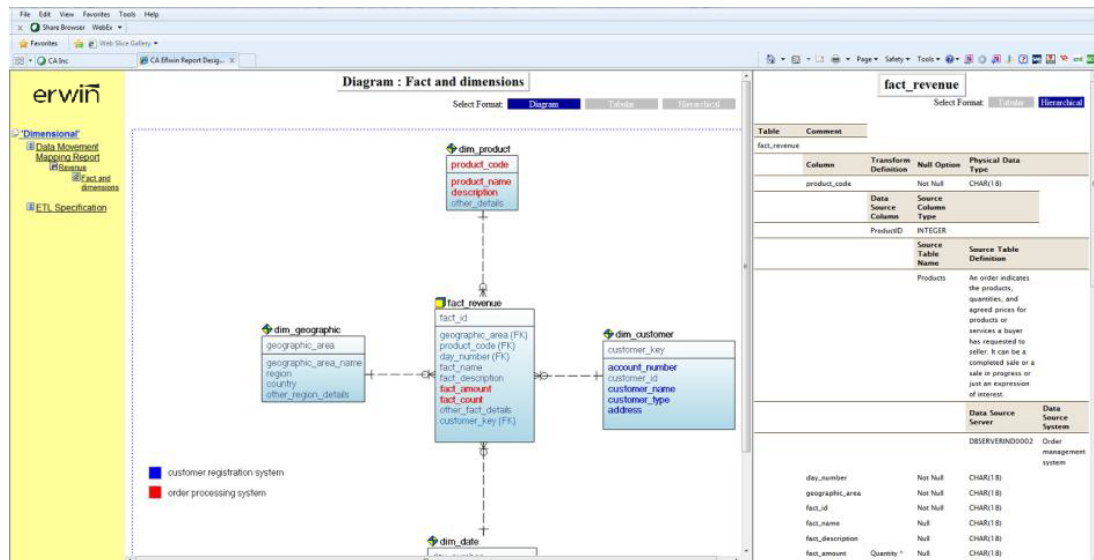 File Edit View Favorites Tools Help
x Share Browser WebEx
Favorites Web Slice Gallery
CA Inc CA ERwin Report Desig... X
Page Safety Tools
erwin
'Dimensional'
Data Movement
Mapping Report
Revenue
Fact and
dimensions
ETL Specification
Diagram : Fact and dimensions
Select Format: Diagram Tabular Hierarchical
dim_product
product_code
product_name
description
other_details
fact_revenue
fact_id
geographic_area (FK)
product_code (FK)
day_number (FK)
fact_name
fact_description
fact_amount
fact_count
other_fact_details
customer_key (FK)
dim_geographic
geographic_area
geographic_area_name
region
country
other_region_details
dim_customer
customer_key
account_number
customer_id
customer_name
customer_type
address
customer registration system
order processing system
dim_date
fact_revenue
Select Format: Tabular Hierarchical
Table Comment
fact_revenue
Column Transform Definition Null Option Physical Data Type
product_code Not Null CHAR(18)
Data Source Column Source Column Type
ProductID INTEGER
Source Table Name Source Table Definition
Products An order indicates
the products,
quantities, and
agreed prices for
products or
services a buyer
has requested to
seller. It can be a
completed sale or a
sale in progress or
just an expression
of interest.
Data Source Server Data Source System
DBSERVERIND0002 Order management system
day_number Not Null CHAR(18)
geographic_area Not Null CHAR(18)
fact_id Not Null CHAR(18)
fact_name Null CHAR(18)
fact_description Null CHAR(18)
fact_amount Quantity * Null CHAR(18)